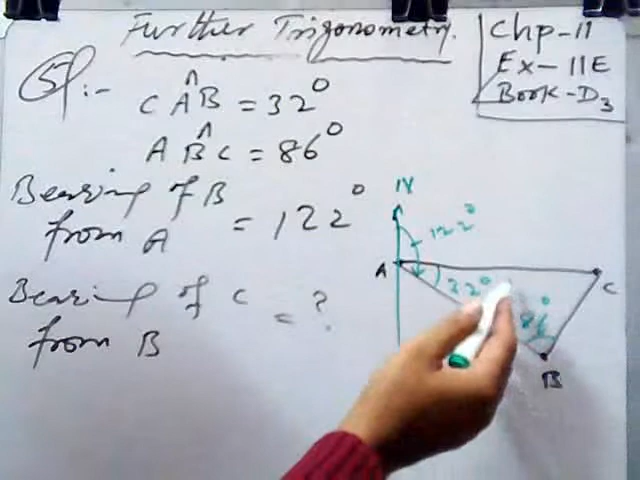 Further Trigonometry.
Chp-11
Ex-11E
Book-D3
Q5:-
CÂB = 32°
AB̂C = 86°
Bearing of B
from A = 122°
Bearing of C
from B = ?
N
122°
A
32°
C
86°
B